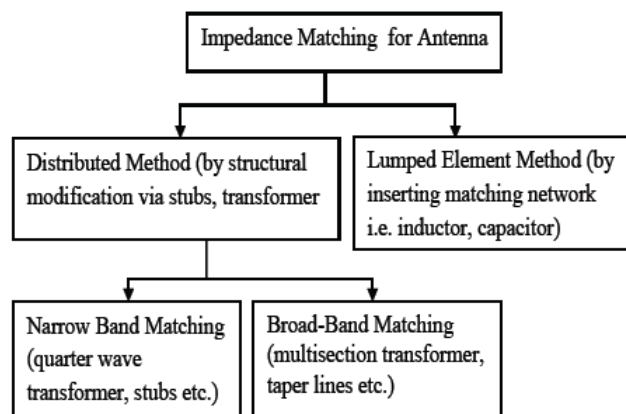 Impedance Matching for Antenna
Distributed Method (by structural
modification via stubs, transformer
Lumped Element Method (by
inserting matching network
i.e. inductor, capacitor)
Narrow Band Matching
(quarter wave
transformer, stubs etc.)
Broad-Band Matching
(multisection transformer,
taper lines etc.)